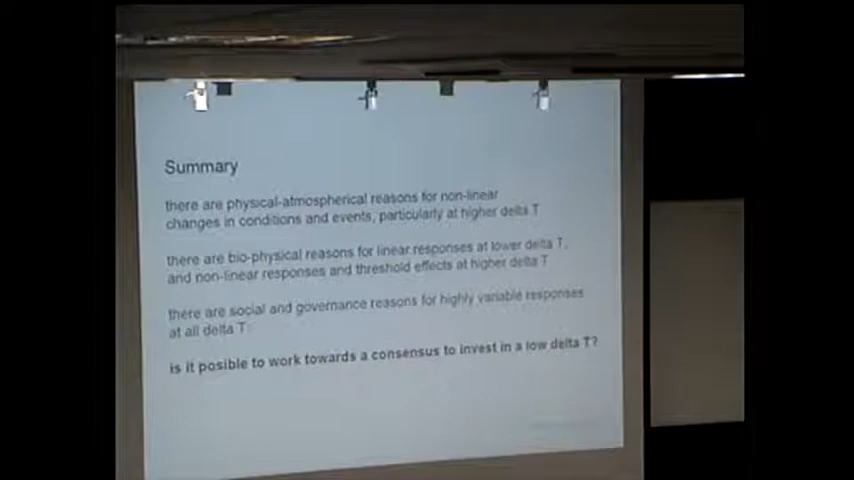 Summary
there are physical-atmospherical reasons for non-linear
changes in conditions and events, particularly at higher delta T
there are bio-physical reasons for linear responses at lower delta T,
and non-linear responses and threshold effects at higher delta T
there are social and governance reasons for highly variable responses
at all delta T
is it posible to work towards a consensus to invest in a low delta T?